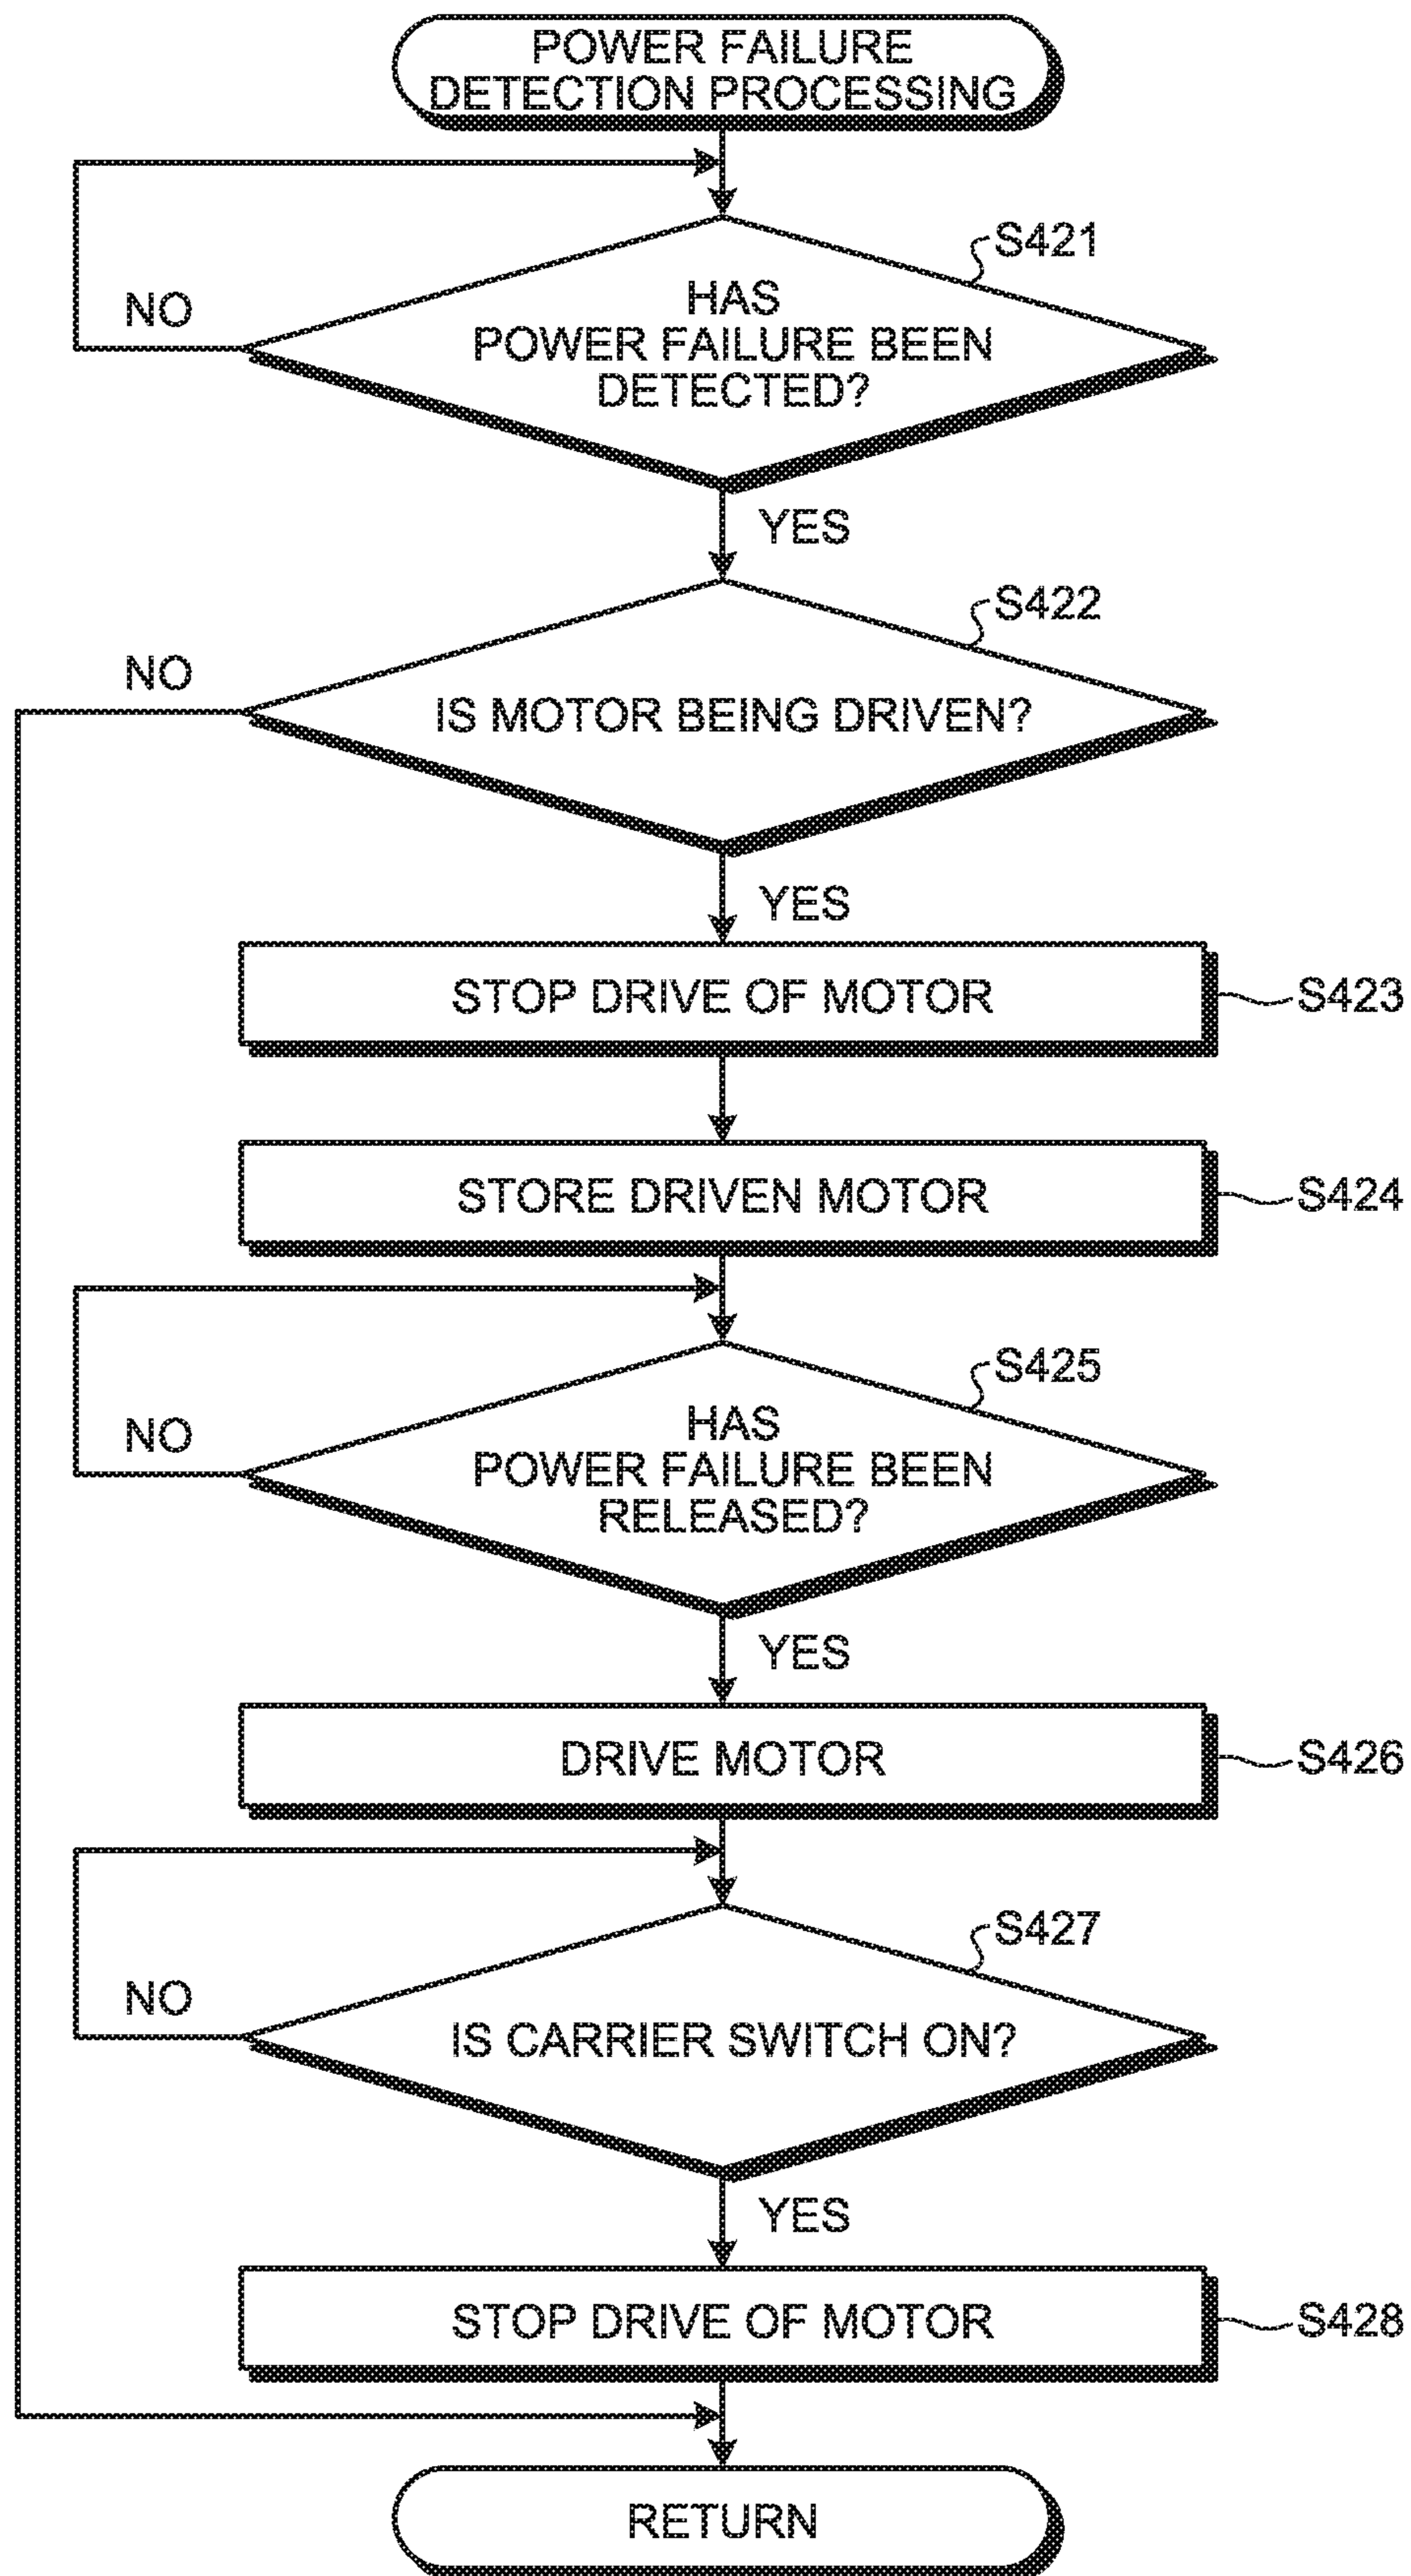 POWER FAILURE
DETECTION PROCESSING
S421
NO
HAS
POWER FAILURE BEEN
DETECTED?
YES
S422
NO
IS MOTOR BEING DRIVEN?
YES
STOP DRIVE OF MOTOR
S423
STORE DRIVEN MOTOR
S424
S425
NO
HAS
POWER FAILURE BEEN
RELEASED?
YES
DRIVE MOTOR
S426
S427
NO
IS CARRIER SWITCH ON?
YES
STOP DRIVE OF MOTOR
S428
RETURN